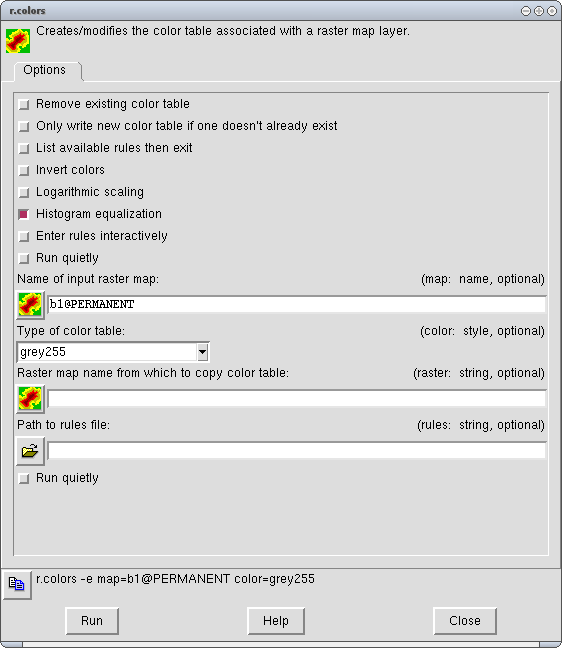 r.colors
Creates/modifies the color table associated with a raster map layer.
Options
Remove existing color table
Only write new color table if one doesn't already exist
List available rules then exit
Invert colors
Logarithmic scaling
Histogram equalization
Enter rules interactively
Run quietly
Name of input raster map: (map: name, optional)
b1@PERMANENT
Type of color table: (color: style, optional)
grey255
Raster map name from which to copy color table: (raster: string, optional)
Path to rules file: (rules: string, optional)
Run quietly
r.colors -e map=b1@PERMANENT color=grey255
Run Help Close